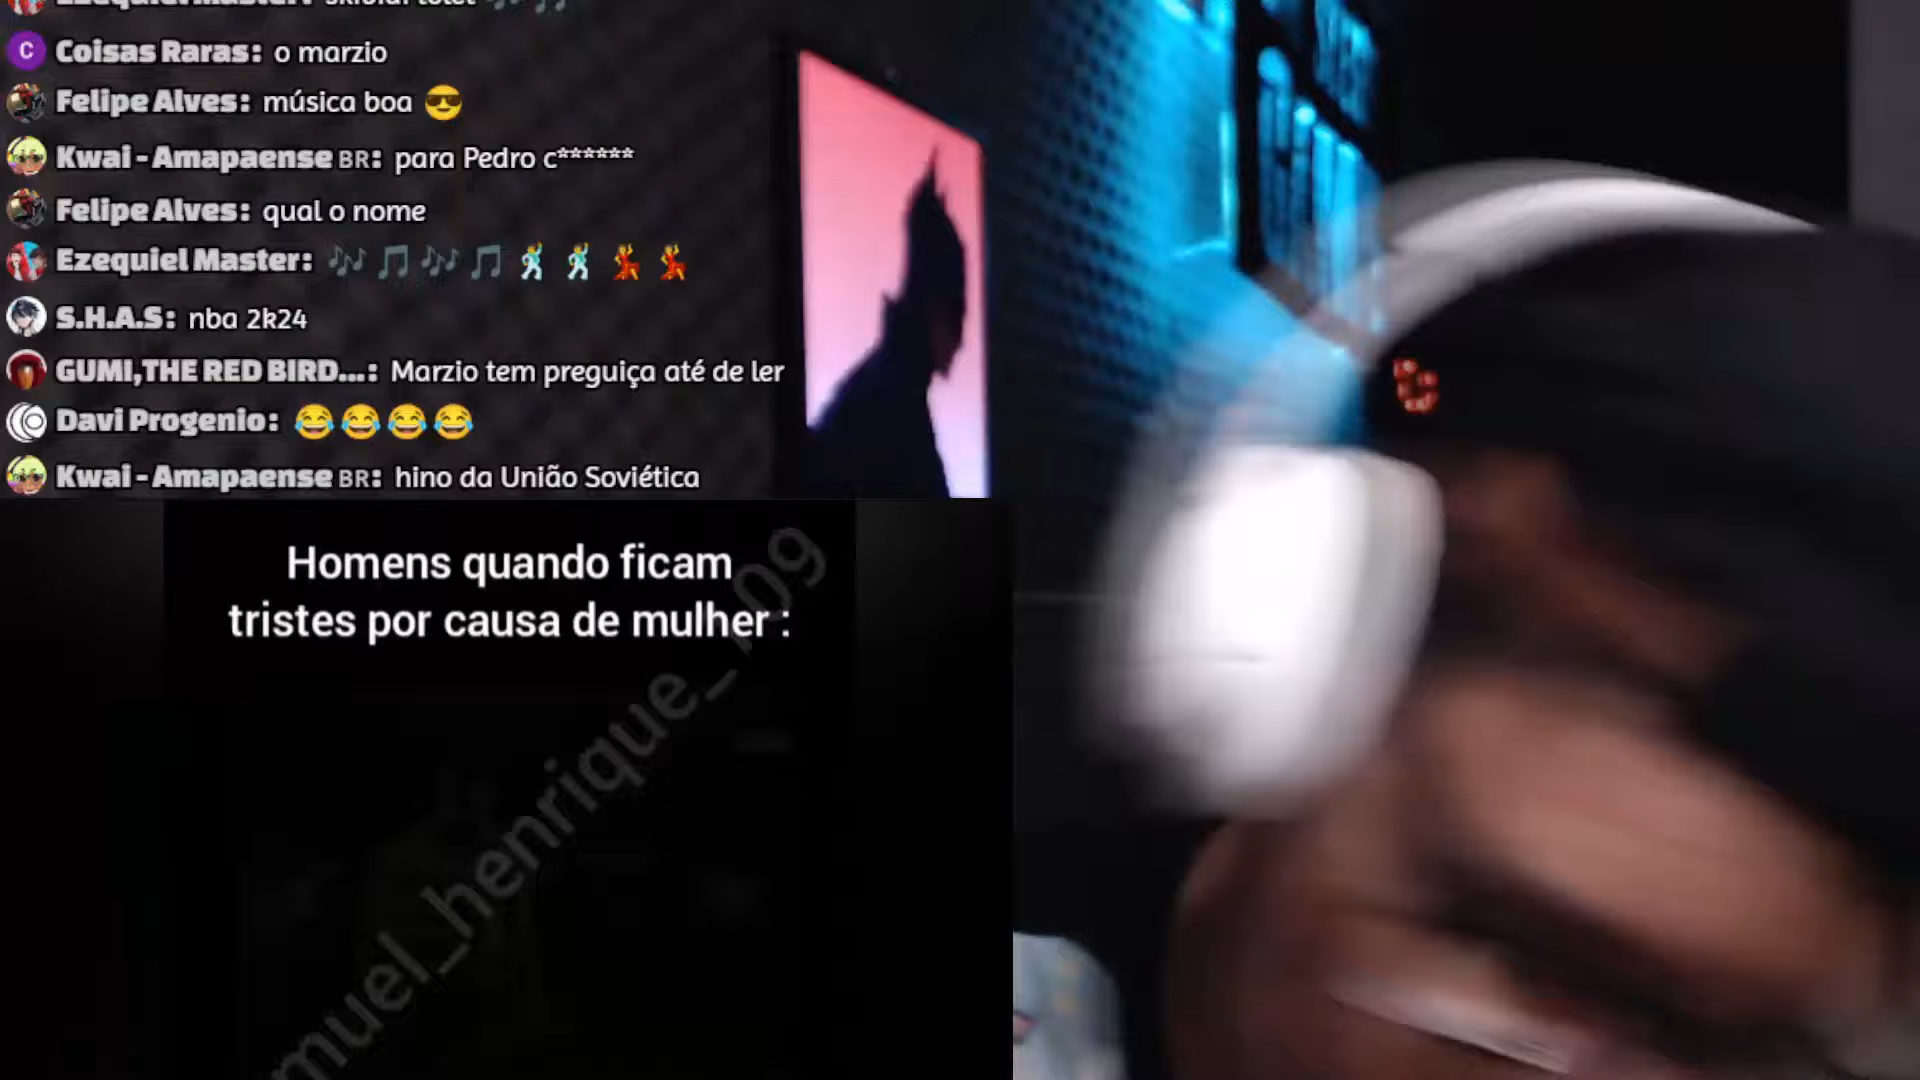 Coisas Raras: o marzio
Felipe Alves: música boa 😎
Kwai - Amapaense BR: para Pedro c******
Felipe Alves: qual o nome
Ezequiel Master: 🎶 🎵 🎶 🎵 🕺 🕺 💃 💃
S.H.A.S: nba 2k24
GUMI,THE RED BIRD...: Marzio tem preguiça até de ler
Davi Progenio: 😂 😂 😂 😂
Kwai - Amapaense BR: hino da União Soviética
Homens quando ficam
tristes por causa de mulher :
muel_henrique_